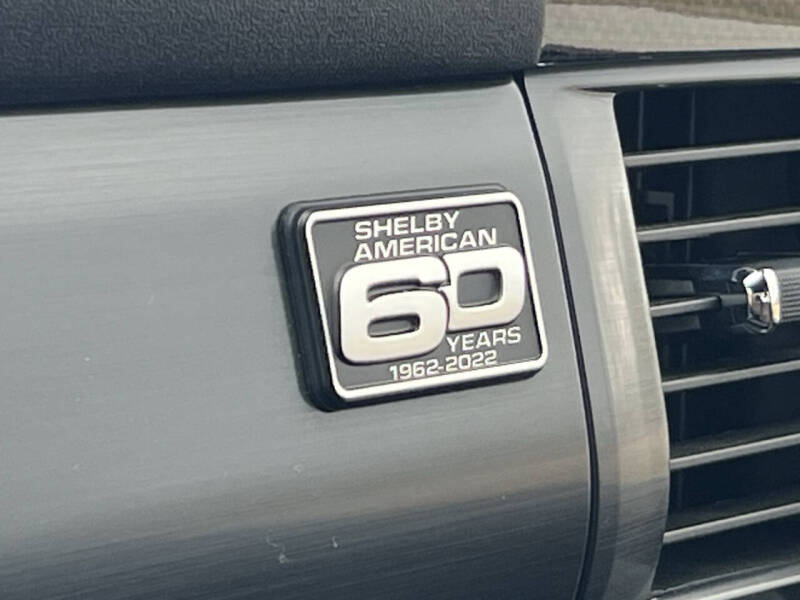 SHELBY
AMERICAN
60
YEARS
1962-2022